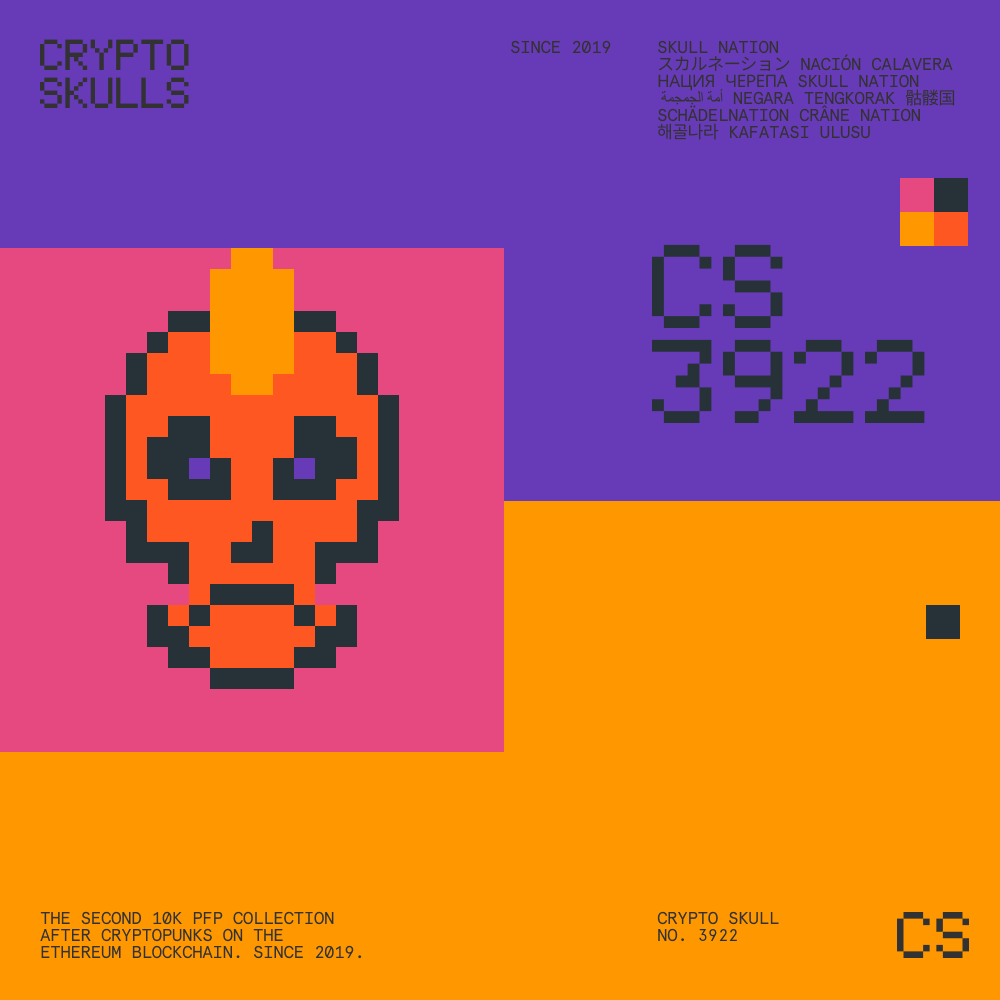 CRYPTO
SKULLS
SINCE 2019
SKULL NATION
スカルネーション NACIÓN CALAVERA
НАЦИЯ ЧЕРЕПА SKULL NATION
أمة الجمجمة NEGARA TENGKORAK 骷髅国
SCHÄDELNATION CRÂNE NATION
해골나라 KAFATASI ULUSU
CS
3922
THE SECOND 10K PFP COLLECTION
AFTER CRYPTOPUNKS ON THE
ETHEREUM BLOCKCHAIN. SINCE 2019.
CRYPTO SKULL
NO. 3922
CS